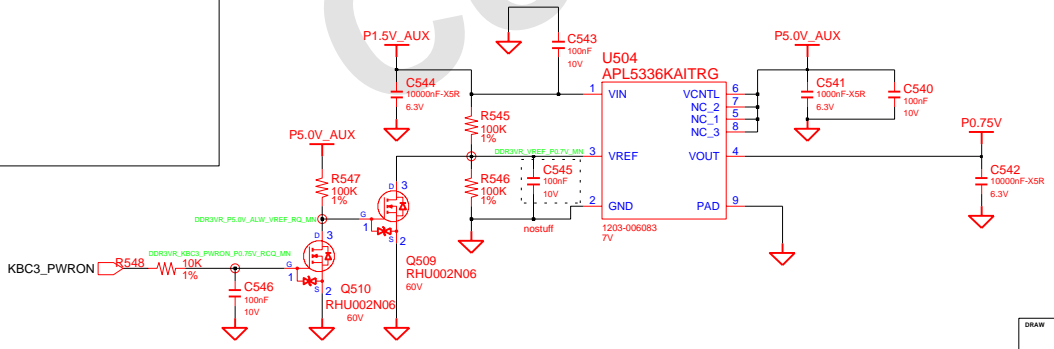 P1.5V_AUX
C543
100nF
10V
U504
APL5336KAITRG
P5.0V_AUX
C544
10000nF-X5R
6.3V
1 VIN
VCNTL 6
NC_2 7
NC_1 5
NC_3 8
C541
1000nF-X5R
6.3V
C540
100nF
10V
R545
100K
1%
P5.0V_AUX
P0.75V
DDR3VR_VREF_P0.7V_MN
3 VREF
VOUT 4
R547
100K
1%
D 3
R546
100K
1%
C545
100nF
10V
C542
10000nF-X5R
6.3V
2 GND
PAD 9
DDR3VR_P5.0V_ALW_VREF_RQ_MN
G
1
S 2
nostuff
1203-006083
7V
D 3
DDR3VR_KBC3_PWRON_P0.75V_RCQ_MN
KBC3_PWRON
R548
10K
1%
G
1
S 2
Q509
RHU002N06
60V
C546
100nF
10V
Q510
RHU002N06
60V
DRAW